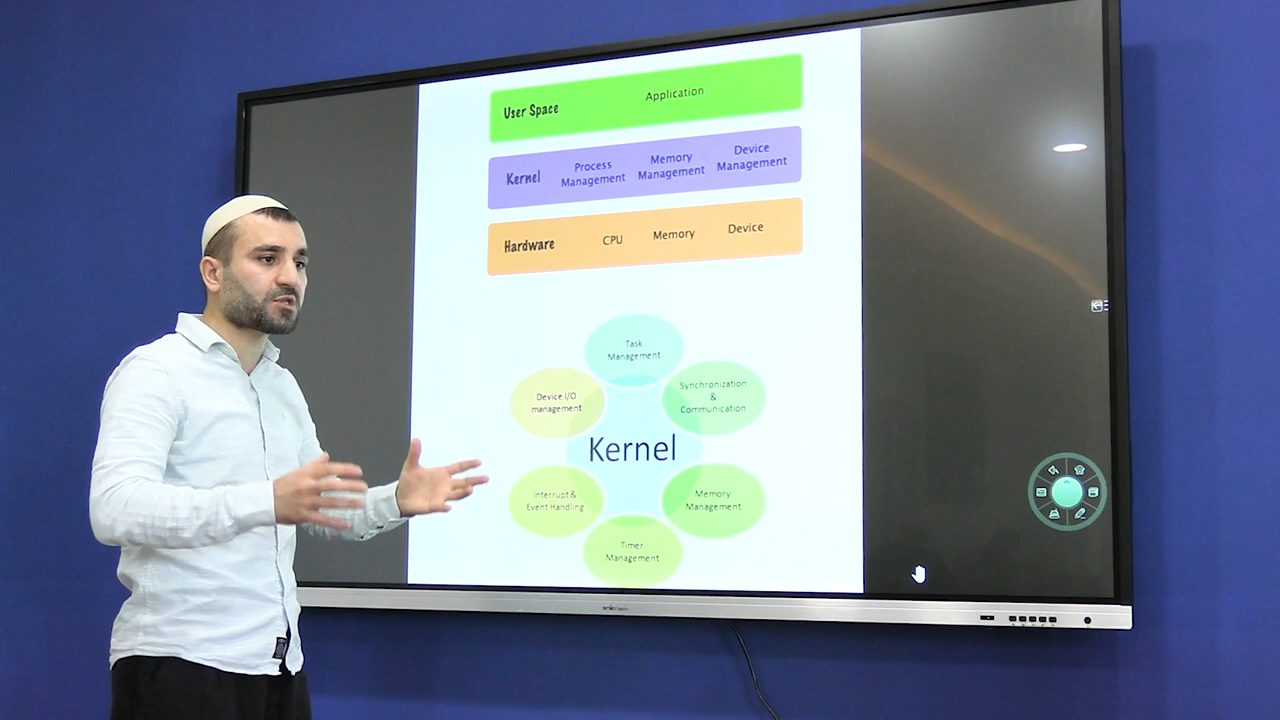 User Space
Application
Kernel
Process
Management
Memory
Management
Device
Management
Hardware
CPU
Memory
Device
Task
Management
Device I/O
management
Synchronization
&
Communication
Kernel
Interrupt &
Event Handling
Memory
Management
Timer
Management